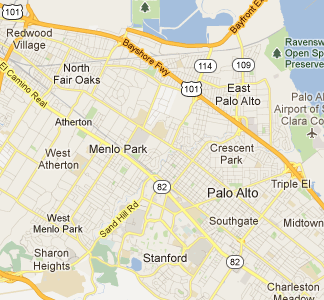 101
Redwood
Village
Bayshore Fwy
Bayfront E
Ravensw
Open Sp
Preserve
North
Fair Oaks
114
109
101
East
Palo Alto
El Camino Real
Palo Al
Airport of S
Clara Co
Atherton
Menlo Park
Crescent
Park
West
Atherton
82
Palo Alto
Triple El
West
Menlo Park
Sand Hill Rd
Southgate
Midtown
Sharon
Heights
Stanford
82
Charleston
Meadow